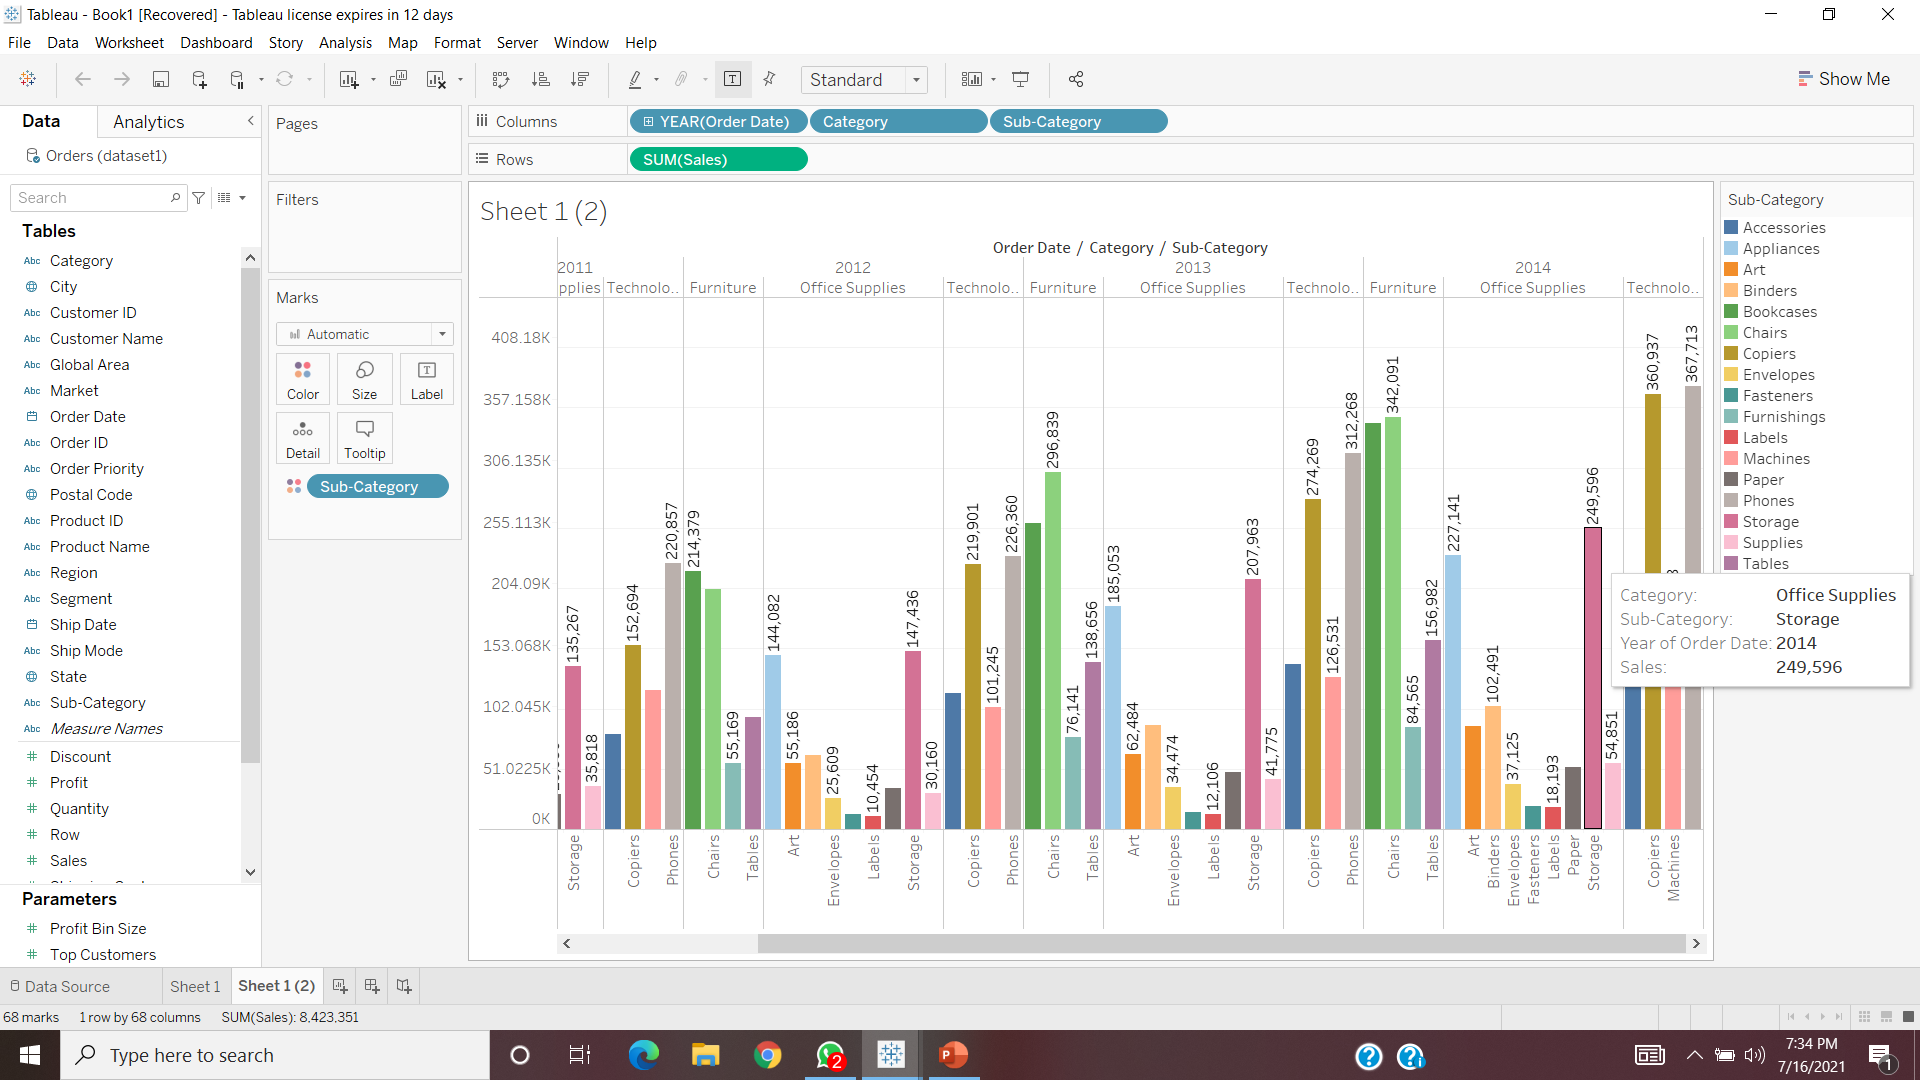 Tableau - Book1 [Recovered] - Tableau license expires in 12 days
File Data Worksheet Dashboard Story Analysis Map Format Server Window Help
Standard
Show Me
Data Analytics
Orders (dataset1)
Search
Tables
Abc Category
City
Abc Customer ID
Abc Customer Name
Abc Global Area
Abc Market
Order Date
Abc Order ID
Abc Order Priority
Postal Code
Abc Product ID
Abc Product Name
Abc Region
Abc Segment
Ship Date
Abc Ship Mode
State
Abc Sub-Category
Abc Measure Names
# Discount
# Profit
# Quantity
# Row
# Sales
Parameters
# Profit Bin Size
# Top Customers
Pages
Filters
Marks
Automatic
Color Size Label
Detail Tooltip
Sub-Category
Columns YEAR(Order Date) Category Sub-Category
Rows SUM(Sales)
Sheet 1 (2)
Order Date / Category / Sub-Category
2011 2012 2013 2014
pplies Technolo.. Furniture Office Supplies Technolo.. Furniture Office Supplies Technolo.. Furniture Office Supplies Technolo..
408.18K
357.158K
306.135K
255.113K
204.09K
153.068K
102.045K
51.0225K
0K
135,267
35,818
152,694
220,857
214,379
55,169
144,082
55,186
25,609
10,454
147,436
30,160
219,901
101,245
226,360
296,839
76,141
138,656
185,053
62,484
34,474
12,106
207,963
41,775
274,269
126,531
312,268
342,091
84,565
156,982
227,141
102,491
37,125
18,193
249,596
54,851
360,937
367,713
Storage Copiers Phones Chairs Tables Art Envelopes Labels Storage Copiers Phones Chairs Tables Art Envelopes Labels Storage Copiers Phones Chairs Tables Art Binders Envelopes Fasteners Labels Paper Storage Copiers Machines
Sub-Category
Accessories
Appliances
Art
Binders
Bookcases
Chairs
Copiers
Envelopes
Fasteners
Furnishings
Labels
Machines
Paper
Phones
Storage
Supplies
Tables
Category: Office Supplies
Sub-Category: Storage
Year of Order Date: 2014
Sales: 249,596
Data Source Sheet 1 Sheet 1 (2)
68 marks 1 row by 68 columns SUM(Sales): 8,423,351
Type here to search
2
P
7:34 PM
7/16/2021
1